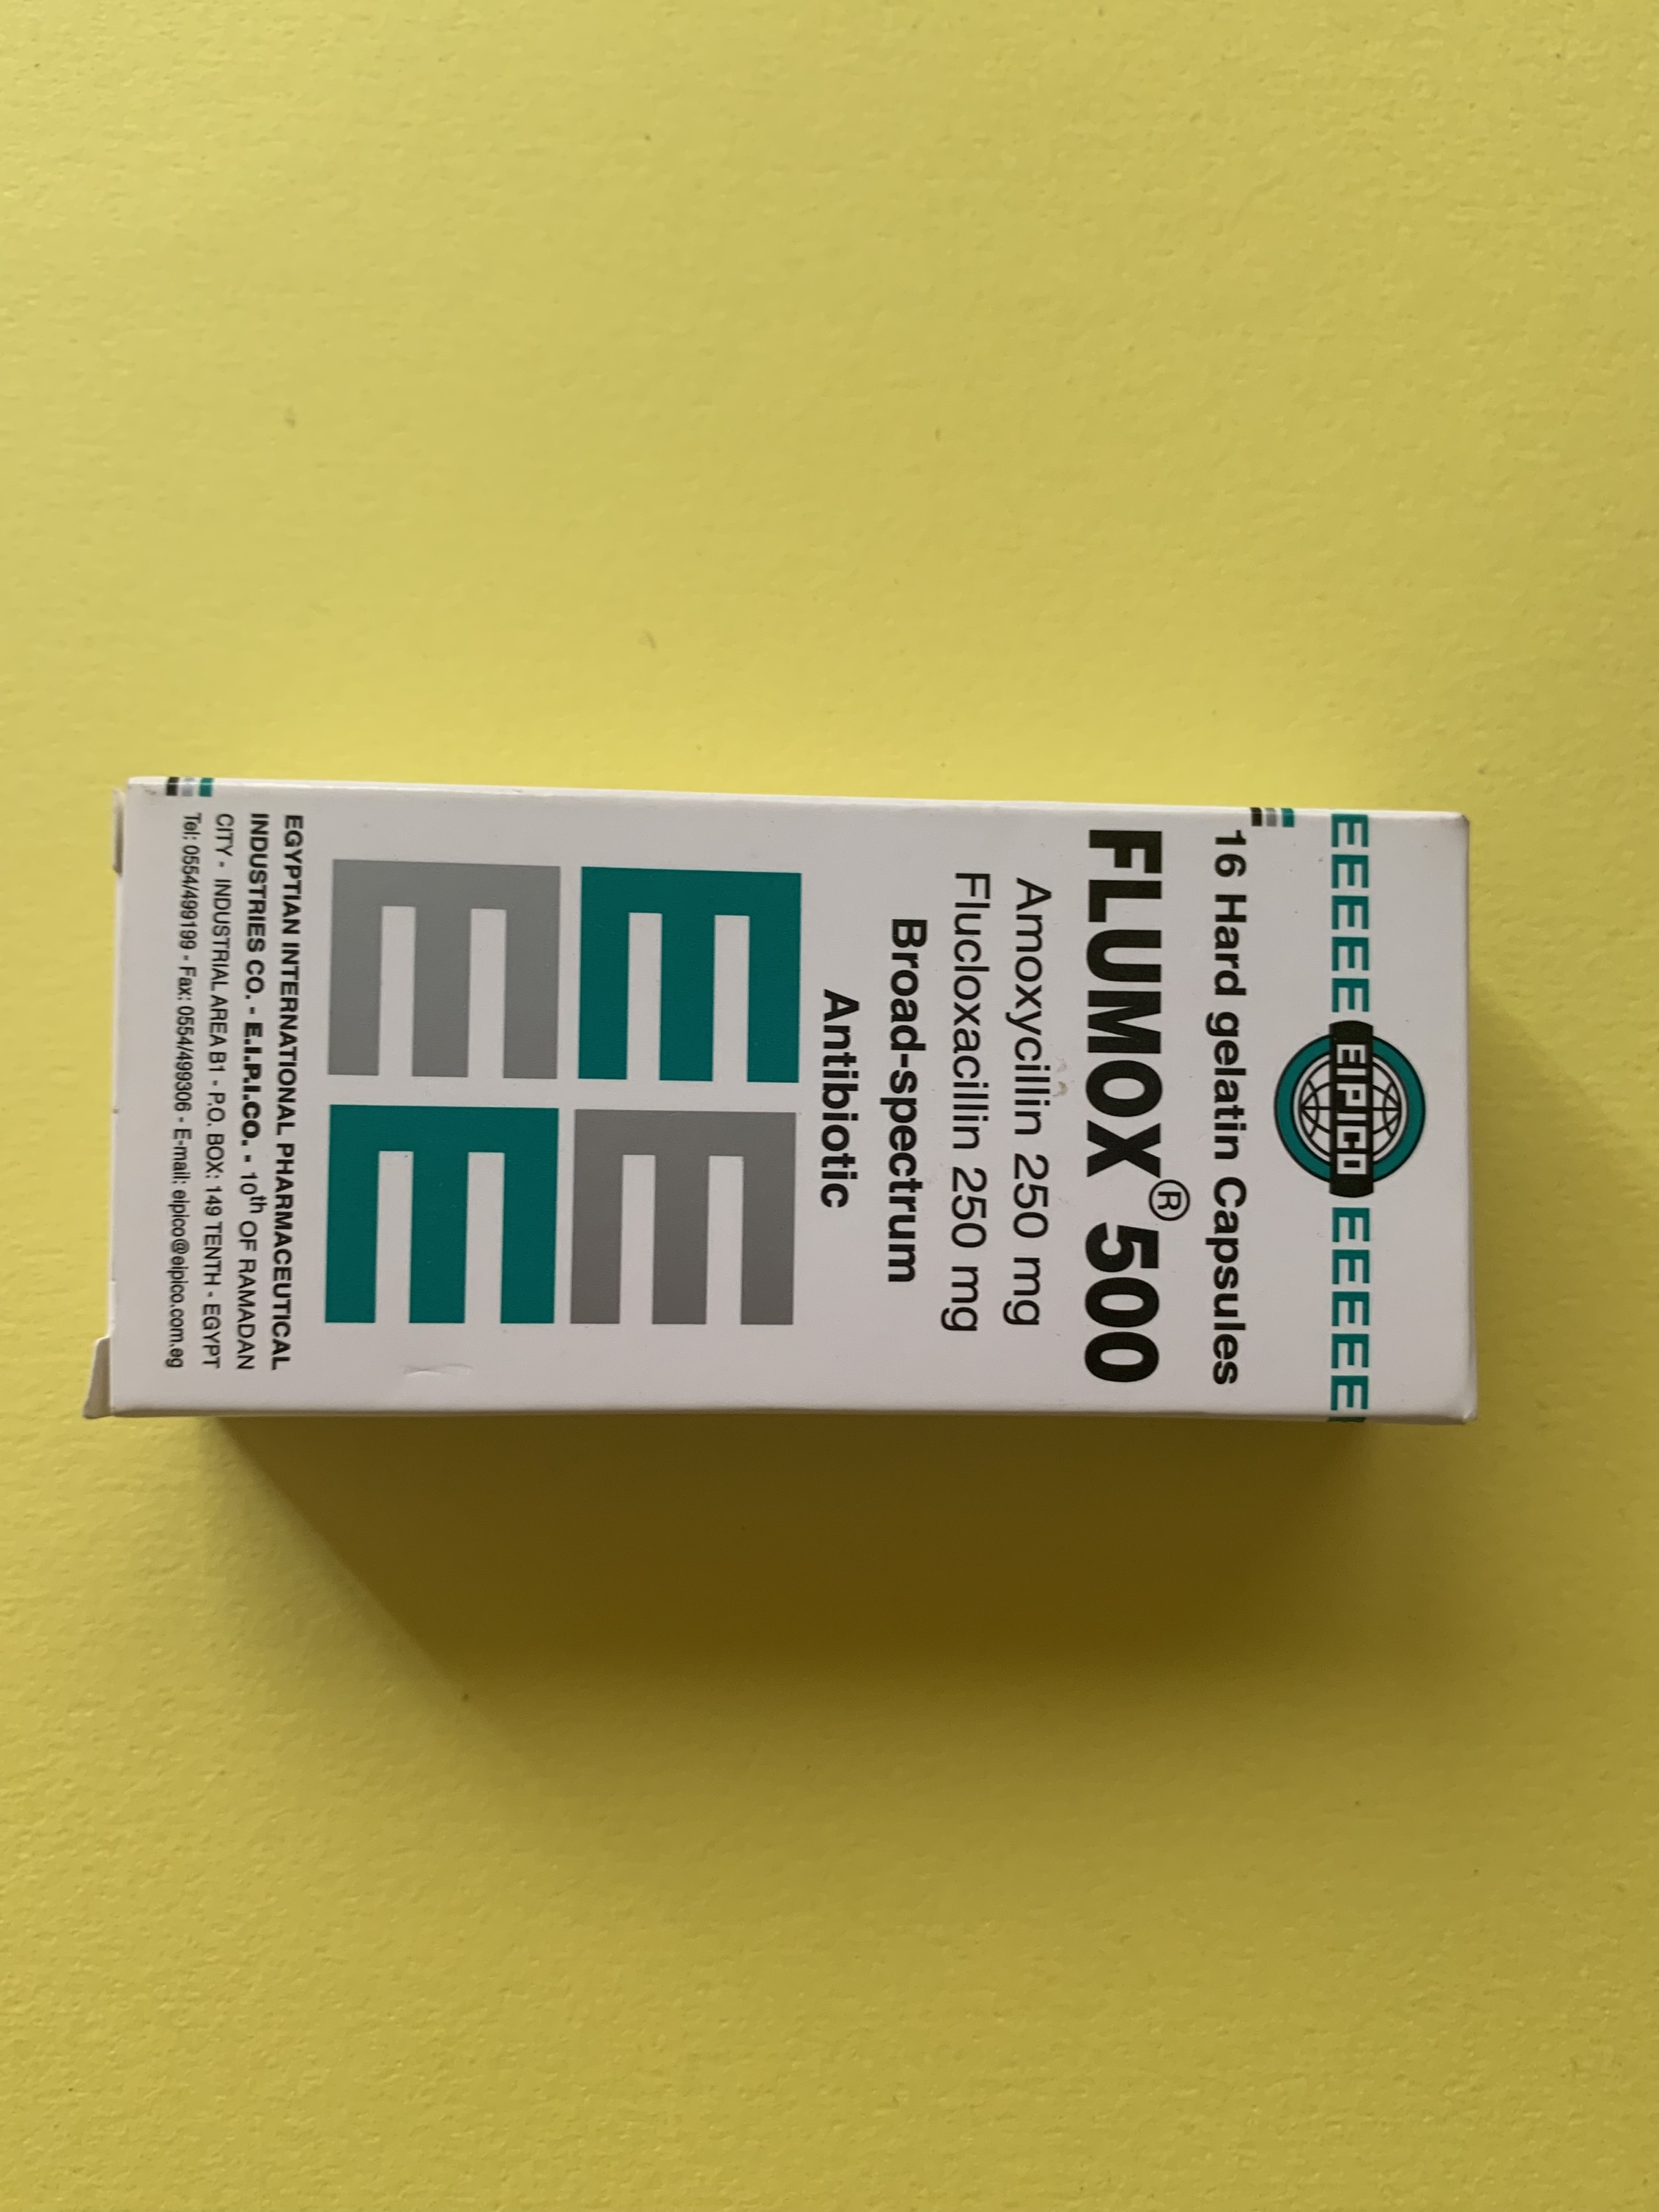 EEEEE EIPICO EEEEE
16 Hard gelatin Capsules
FLUMOX® 500
Amoxycillin 250 mg
Flucloxacillin 250 mg
Broad-spectrum
Antibiotic
E E
E E
EGYPTIAN INTERNATIONAL PHARMACEUTICAL
INDUSTRIES CO. - E.I.P.I.CO. - 10th OF RAMADAN
CITY - INDUSTRIAL AREA B1 - P.O. BOX: 149 TENTH - EGYPT
Tel: 0554/499199 - Fax: 0554/499306 - E-mail: eipico@eipico.com.eg